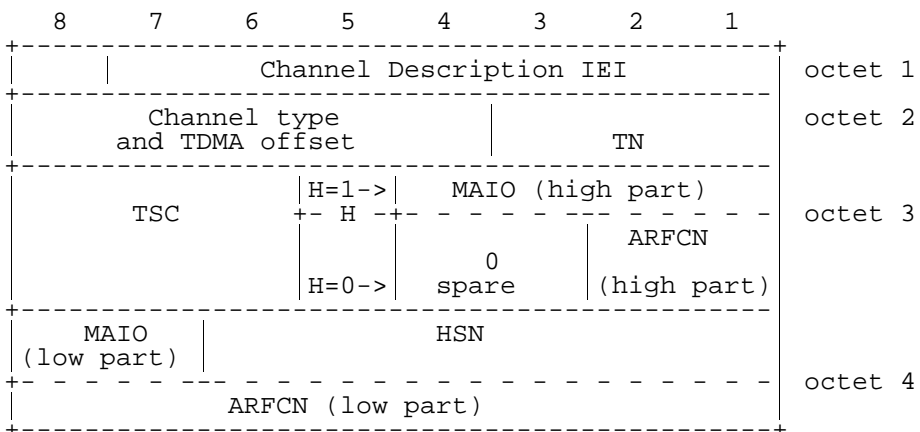 8 7 6 5 4 3 2 1
Channel Description IEI octet 1
Channel type octet 2
and TDMA offset TN
H=1-> MAIO (high part)
TSC H octet 3
ARFCN
0
H=0-> spare (high part)
MAIO HSN
(low part)
octet 4
ARFCN (low part)